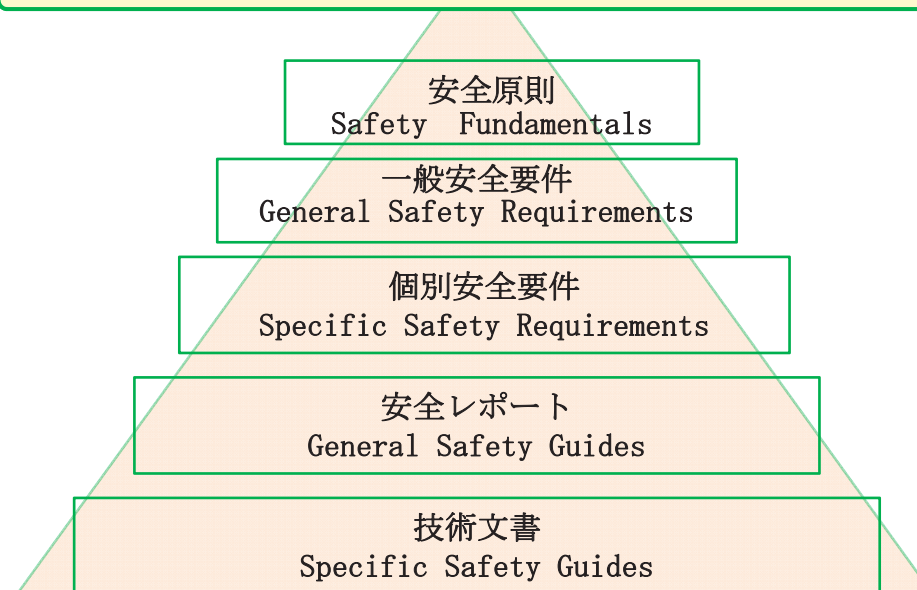 安全原則
Safety Fundamentals
一般安全要件
General Safety Requirements
個別安全要件
Specific Safety Requirements
安全レポート
General Safety Guides
技術文書
Specific Safety Guides